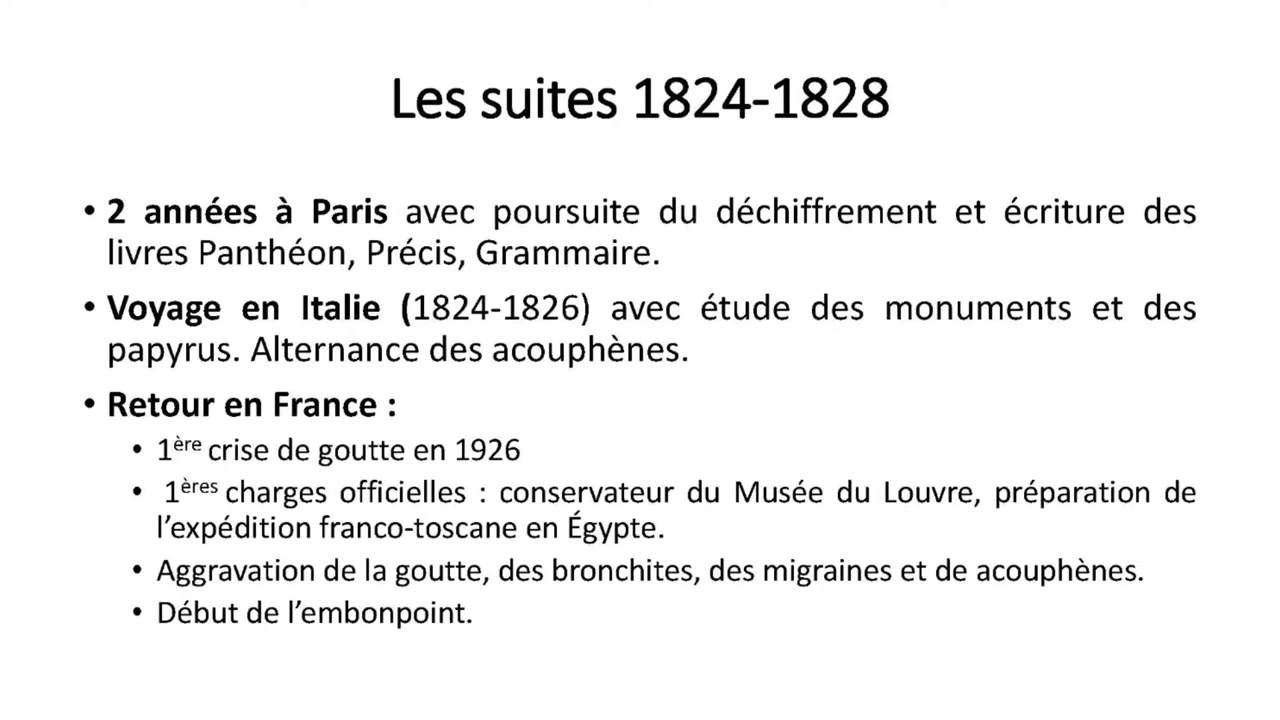 Les suites 1824-1828
• 2 années à Paris avec poursuite du déchiffrement et écriture des
livres Panthéon, Précis, Grammaire.
• Voyage en Italie (1824-1826) avec étude des monuments et des
papyrus. Alternance des acouphènes.
• Retour en France :
• 1ère crise de goutte en 1926
• 1ères charges officielles : conservateur du Musée du Louvre, préparation de
l’expédition franco-toscane en Égypte.
• Aggravation de la goutte, des bronchites, des migraines et de acouphènes.
• Début de l’embonpoint.